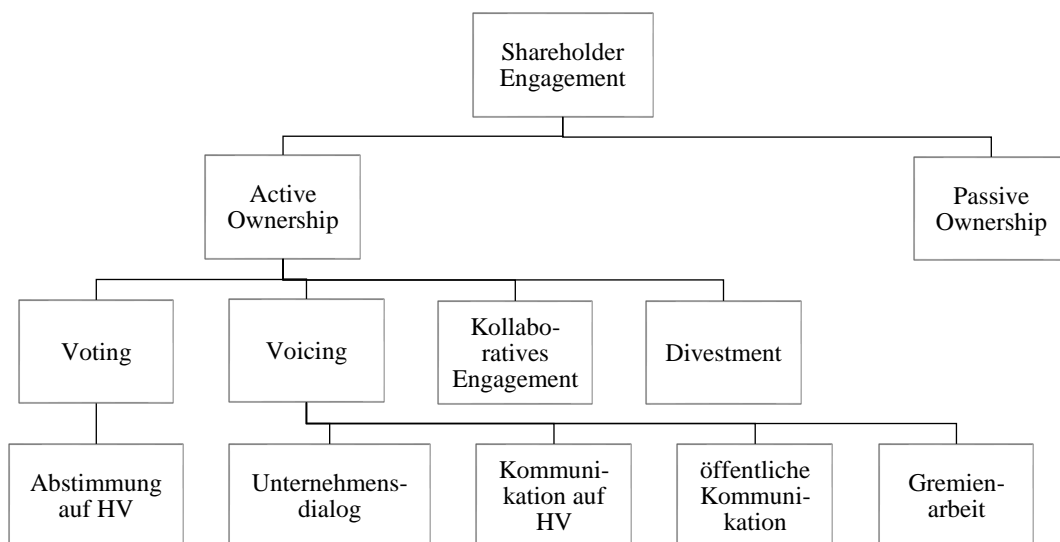 Shareholder
Engagement
Active
Ownership
Passive
Ownership
Voting
Voicing
Kollabo-
ratives
Engagement
Divestment
Abstimmung
auf HV
Unternehmens-
dialog
Kommuni-
kation auf
HV
öffentliche
Kommuni-
kation
Gremien-
arbeit